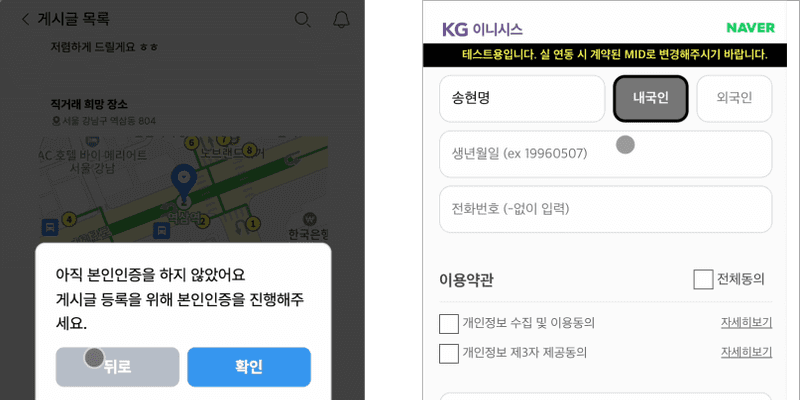 게시글 목록
저렴하게 드릴게요 ㅎㅎ
직거래 희망 장소
서울 강남구 역삼동 804
AC 호텔 바이 메리어트
서울 강남
6
7
8
4
2
1
역삼역
한국은행
아직 본인인증을 하지 않았어요
게시글 등록을 위해 본인인증을 진행해주
세요.
뒤로
확인
KG 이니시스
NAVER
테스트용입니다. 실 연동 시 계약된 MID로 변경해주시기 바랍니다.
송현명
내국인
외국인
생년월일 (ex 19960507)
전화번호 (-없이 입력)
이용약관
전체동의
개인정보 수집 및 이용동의
자세히보기
개인정보 제3자 제공동의
자세히보기